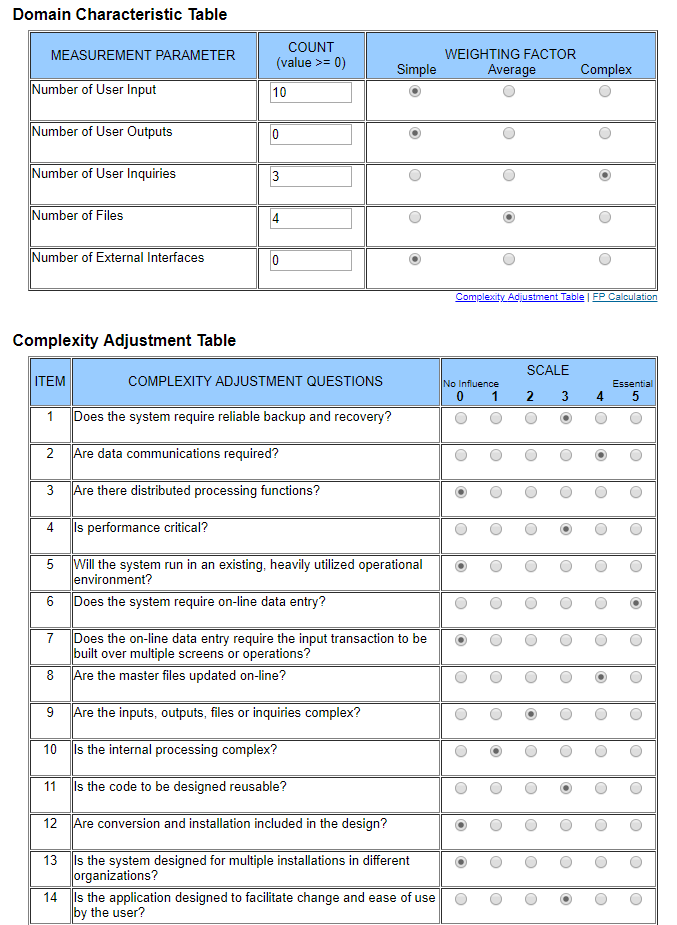 Domain Characteristic Table
MEASUREMENT PARAMETER
COUNT
(value >= 0)
WEIGHTING FACTOR
Simple Average Complex
Number of User Input 10
Number of User Outputs 0
Number of User Inquiries 3
Number of Files 4
Number of External Interfaces 0
Complexity Adjustment Table | FP Calculation
Complexity Adjustment Table
ITEM
COMPLEXITY ADJUSTMENT QUESTIONS
SCALE
No Influence Essential
0 1 2 3 4 5
1 Does the system require reliable backup and recovery?
2 Are data communications required?
3 Are there distributed processing functions?
4 Is performance critical?
5 Will the system run in an existing, heavily utilized operational
environment?
6 Does the system require on-line data entry?
7 Does the on-line data entry require the input transaction to be
built over multiple screens or operations?
8 Are the master files updated on-line?
9 Are the inputs, outputs, files or inquiries complex?
10 Is the internal processing complex?
11 Is the code to be designed reusable?
12 Are conversion and installation included in the design?
13 Is the system designed for multiple installations in different
organizations?
14 Is the application designed to facilitate change and ease of use
by the user?